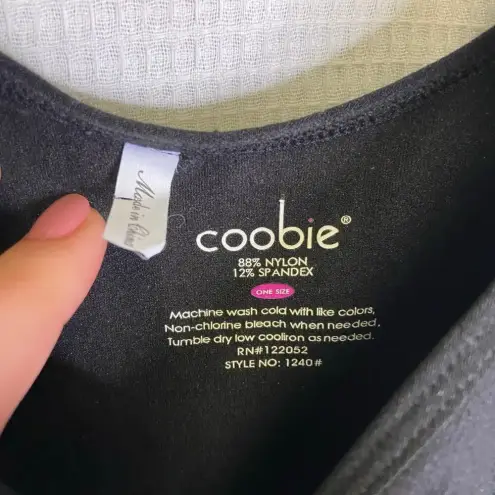 Made in China
coobie®
88% NYLON
12% SPANDEX
ONE SIZE
Machine wash cold with like colors,
Non-chlorine bleach when needed,
Tumble dry low cooliron as needed.
RN#122052
STYLE NO: 1240#